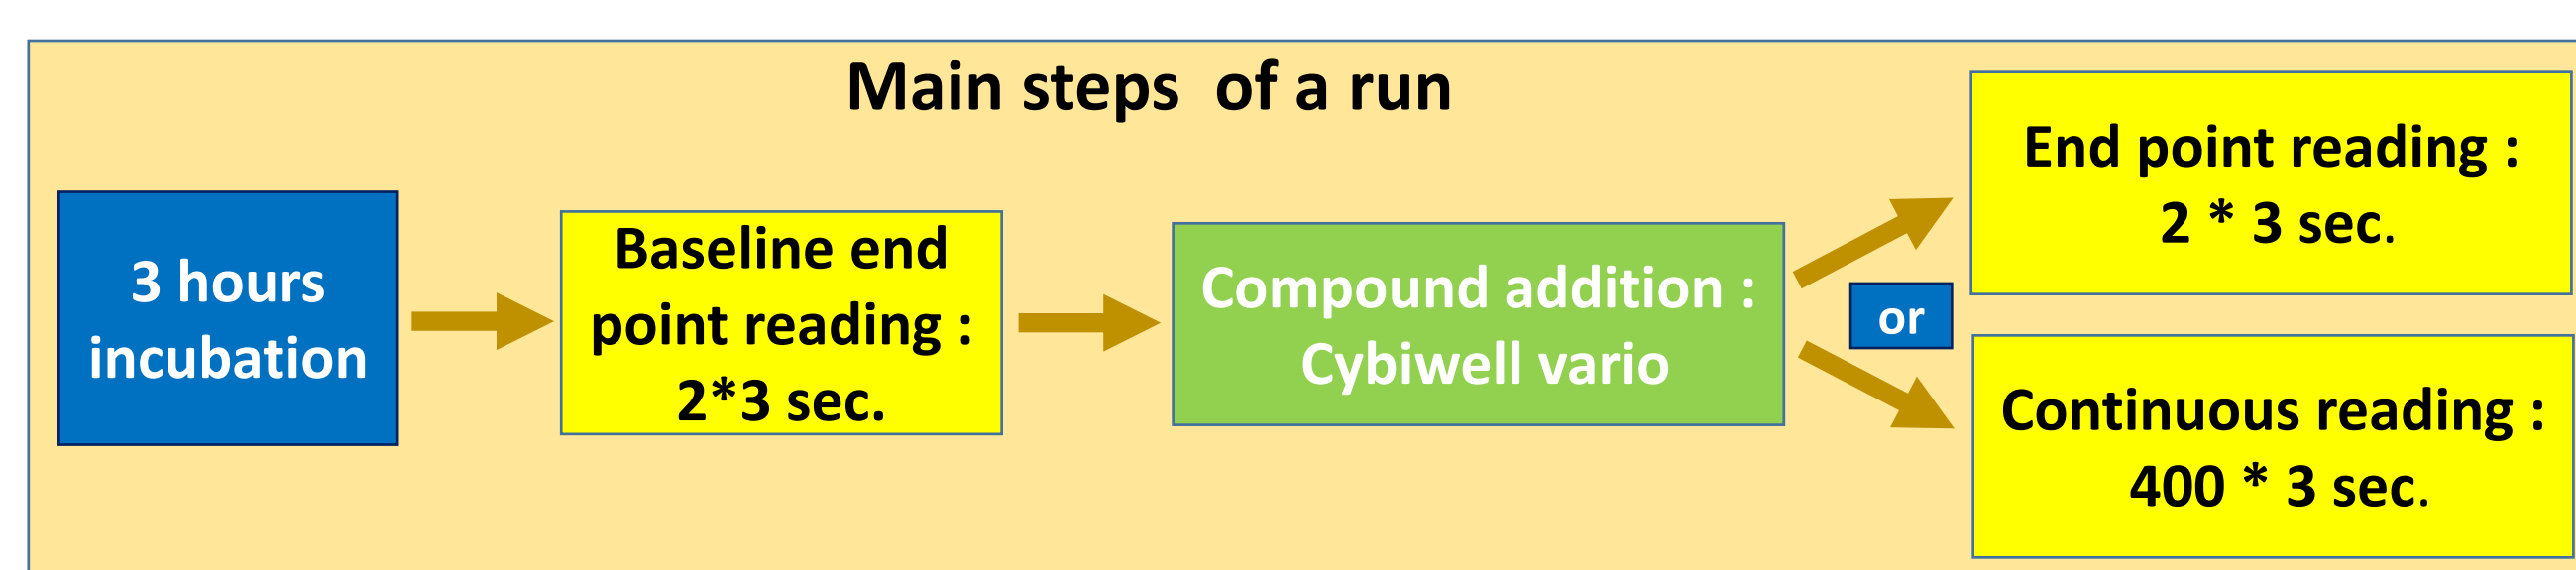 Main steps of a run
3 hours
incubation
Baseline end
point reading :
2*3 sec.
Compound addition :
Cybiwell vario
or
End point reading :
2 * 3 sec.
Continuous reading :
400 * 3 sec.